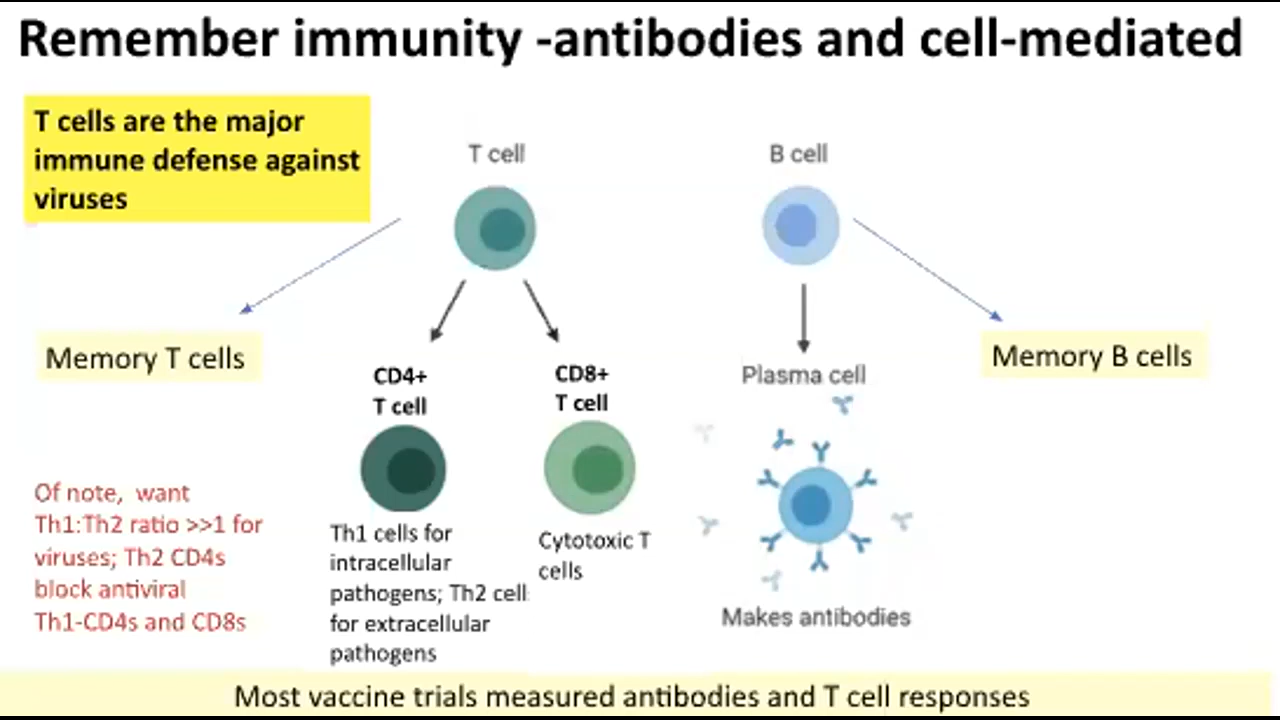 Remember immunity -antibodies and cell-mediated
T cells are the major
immune defense against
viruses
T cell
B cell
Memory T cells
Memory B cells
CD4+
T cell
CD8+
T cell
Plasma cell
Of note, want
Th1:Th2 ratio >>1 for
viruses; Th2 CD4s
block antiviral
Th1-CD4s and CD8s
Th1 cells for
intracellular
pathogens; Th2 cell
for extracellular
pathogens
Cytotoxic T
cells
Makes antibodies
Most vaccine trials measured antibodies and T cell responses